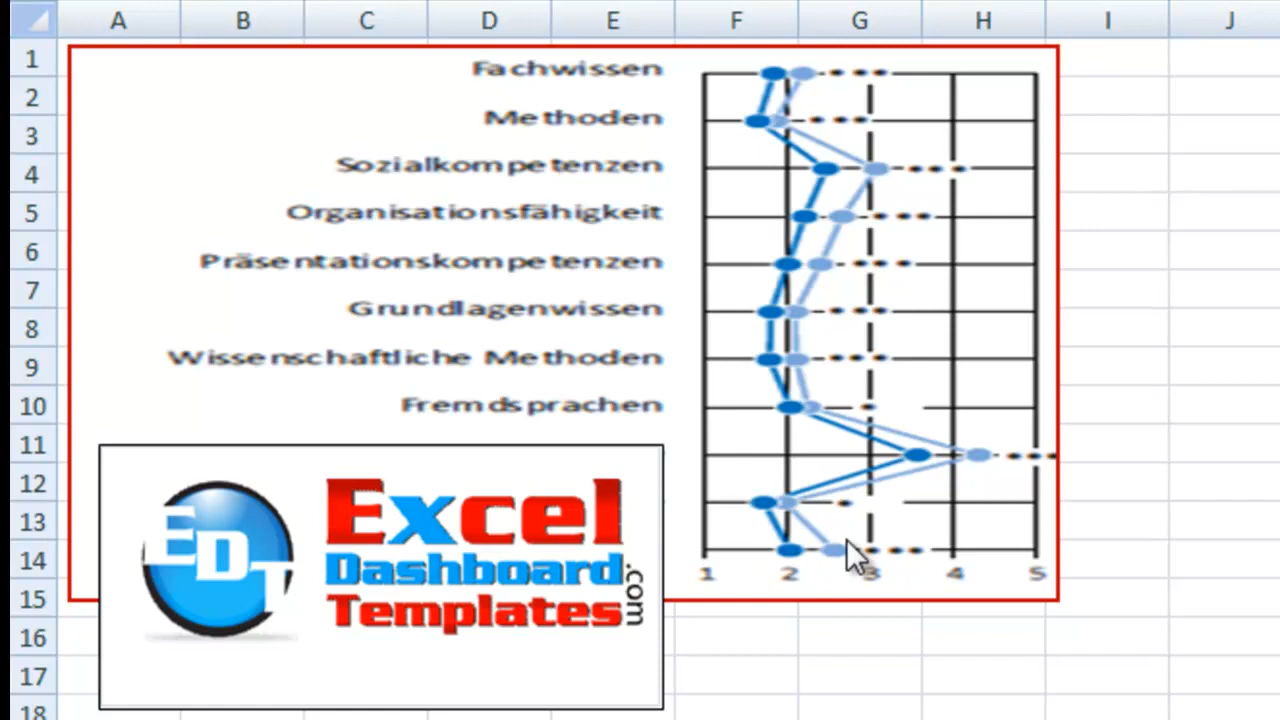 A B C D E F G H I J
1
Fachwissen
2
Methoden
3
Sozialkompetenzen
4
Organisationsfähigkeit
5
Präsentationskompetenzen
6
7
Grundlagenwissen
8
Wissenschaftliche Methoden
9
Fremdsprachen
10
11
12
13
14
1 2 3 4 5
15
16
17
18
EDT
Excel
Dashboard
Templates
.com